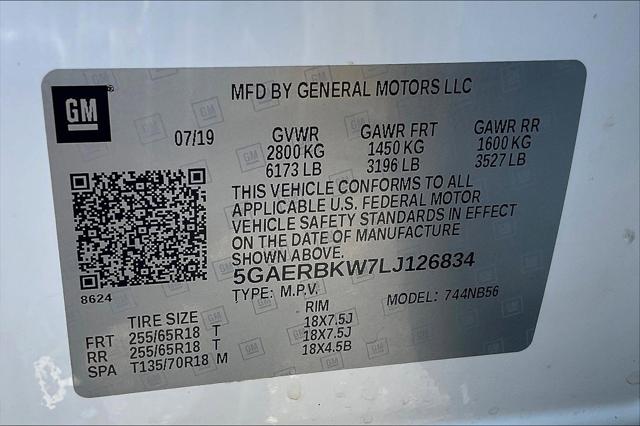 MFD BY GENERAL MOTORS LLC
GM
07/19 GVWR GAWR FRT GAWR RR
2800 KG 1450 KG 1600 KG
6173 LB 3196 LB 3527 LB
THIS VEHICLE CONFORMS TO ALL
APPLICABLE U.S. FEDERAL MOTOR
VEHICLE SAFETY STANDARDS IN EFFECT
ON THE DATE OF MANUFACTURE
SHOWN ABOVE.
5GAERBKW7LJ126834
8624
TYPE: M.P.V. MODEL: 744NB56
TIRE SIZE RIM
FRT 255/65R18 T 18X7.5J
RR 255/65R18 T 18X7.5J
SPA T135/70R18 M 18X4.5B